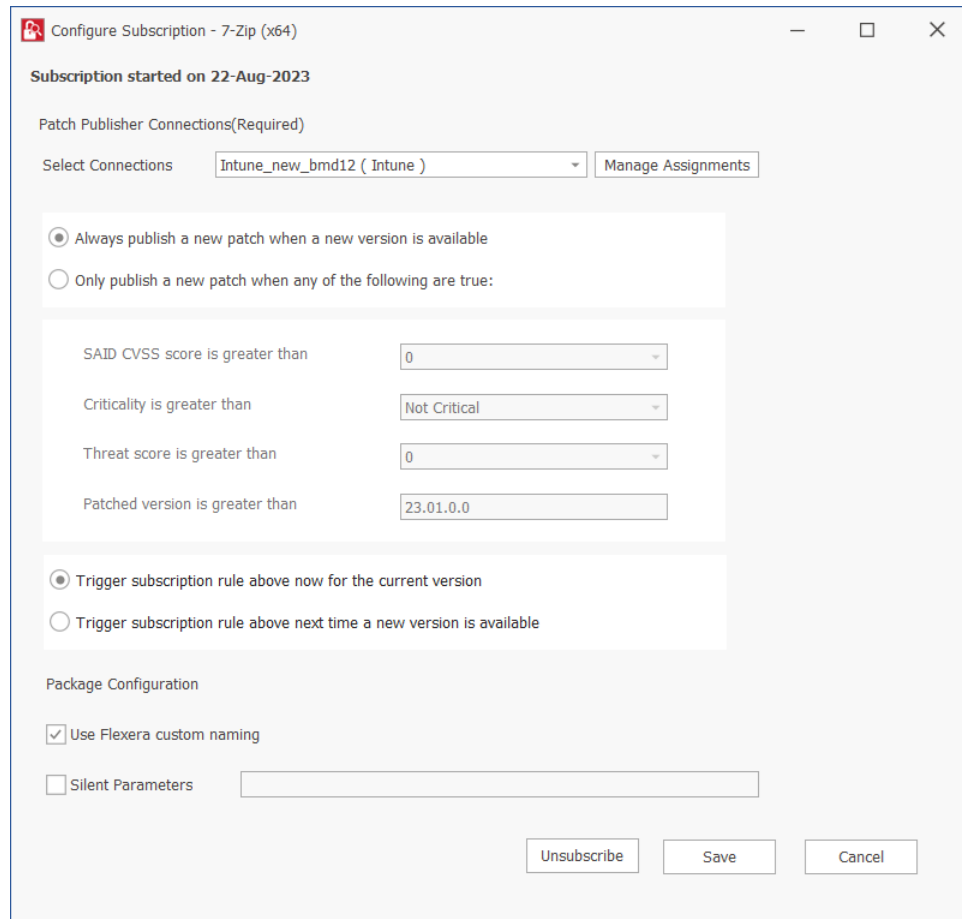 Configure Subscription - 7-Zip (x64)
Subscription started on 22-Aug-2023
Patch Publisher Connections(Required)
Select Connections Intune_new_bmd12 ( Intune ) Manage Assignments
Always publish a new patch when a new version is available
Only publish a new patch when any of the following are true:
SAID CVSS score is greater than 0
Criticality is greater than Not Critical
Threat score is greater than 0
Patched version is greater than 23.01.0.0
Trigger subscription rule above now for the current version
Trigger subscription rule above next time a new version is available
Package Configuration
Use Flexera custom naming
Silent Parameters
Unsubscribe Save Cancel